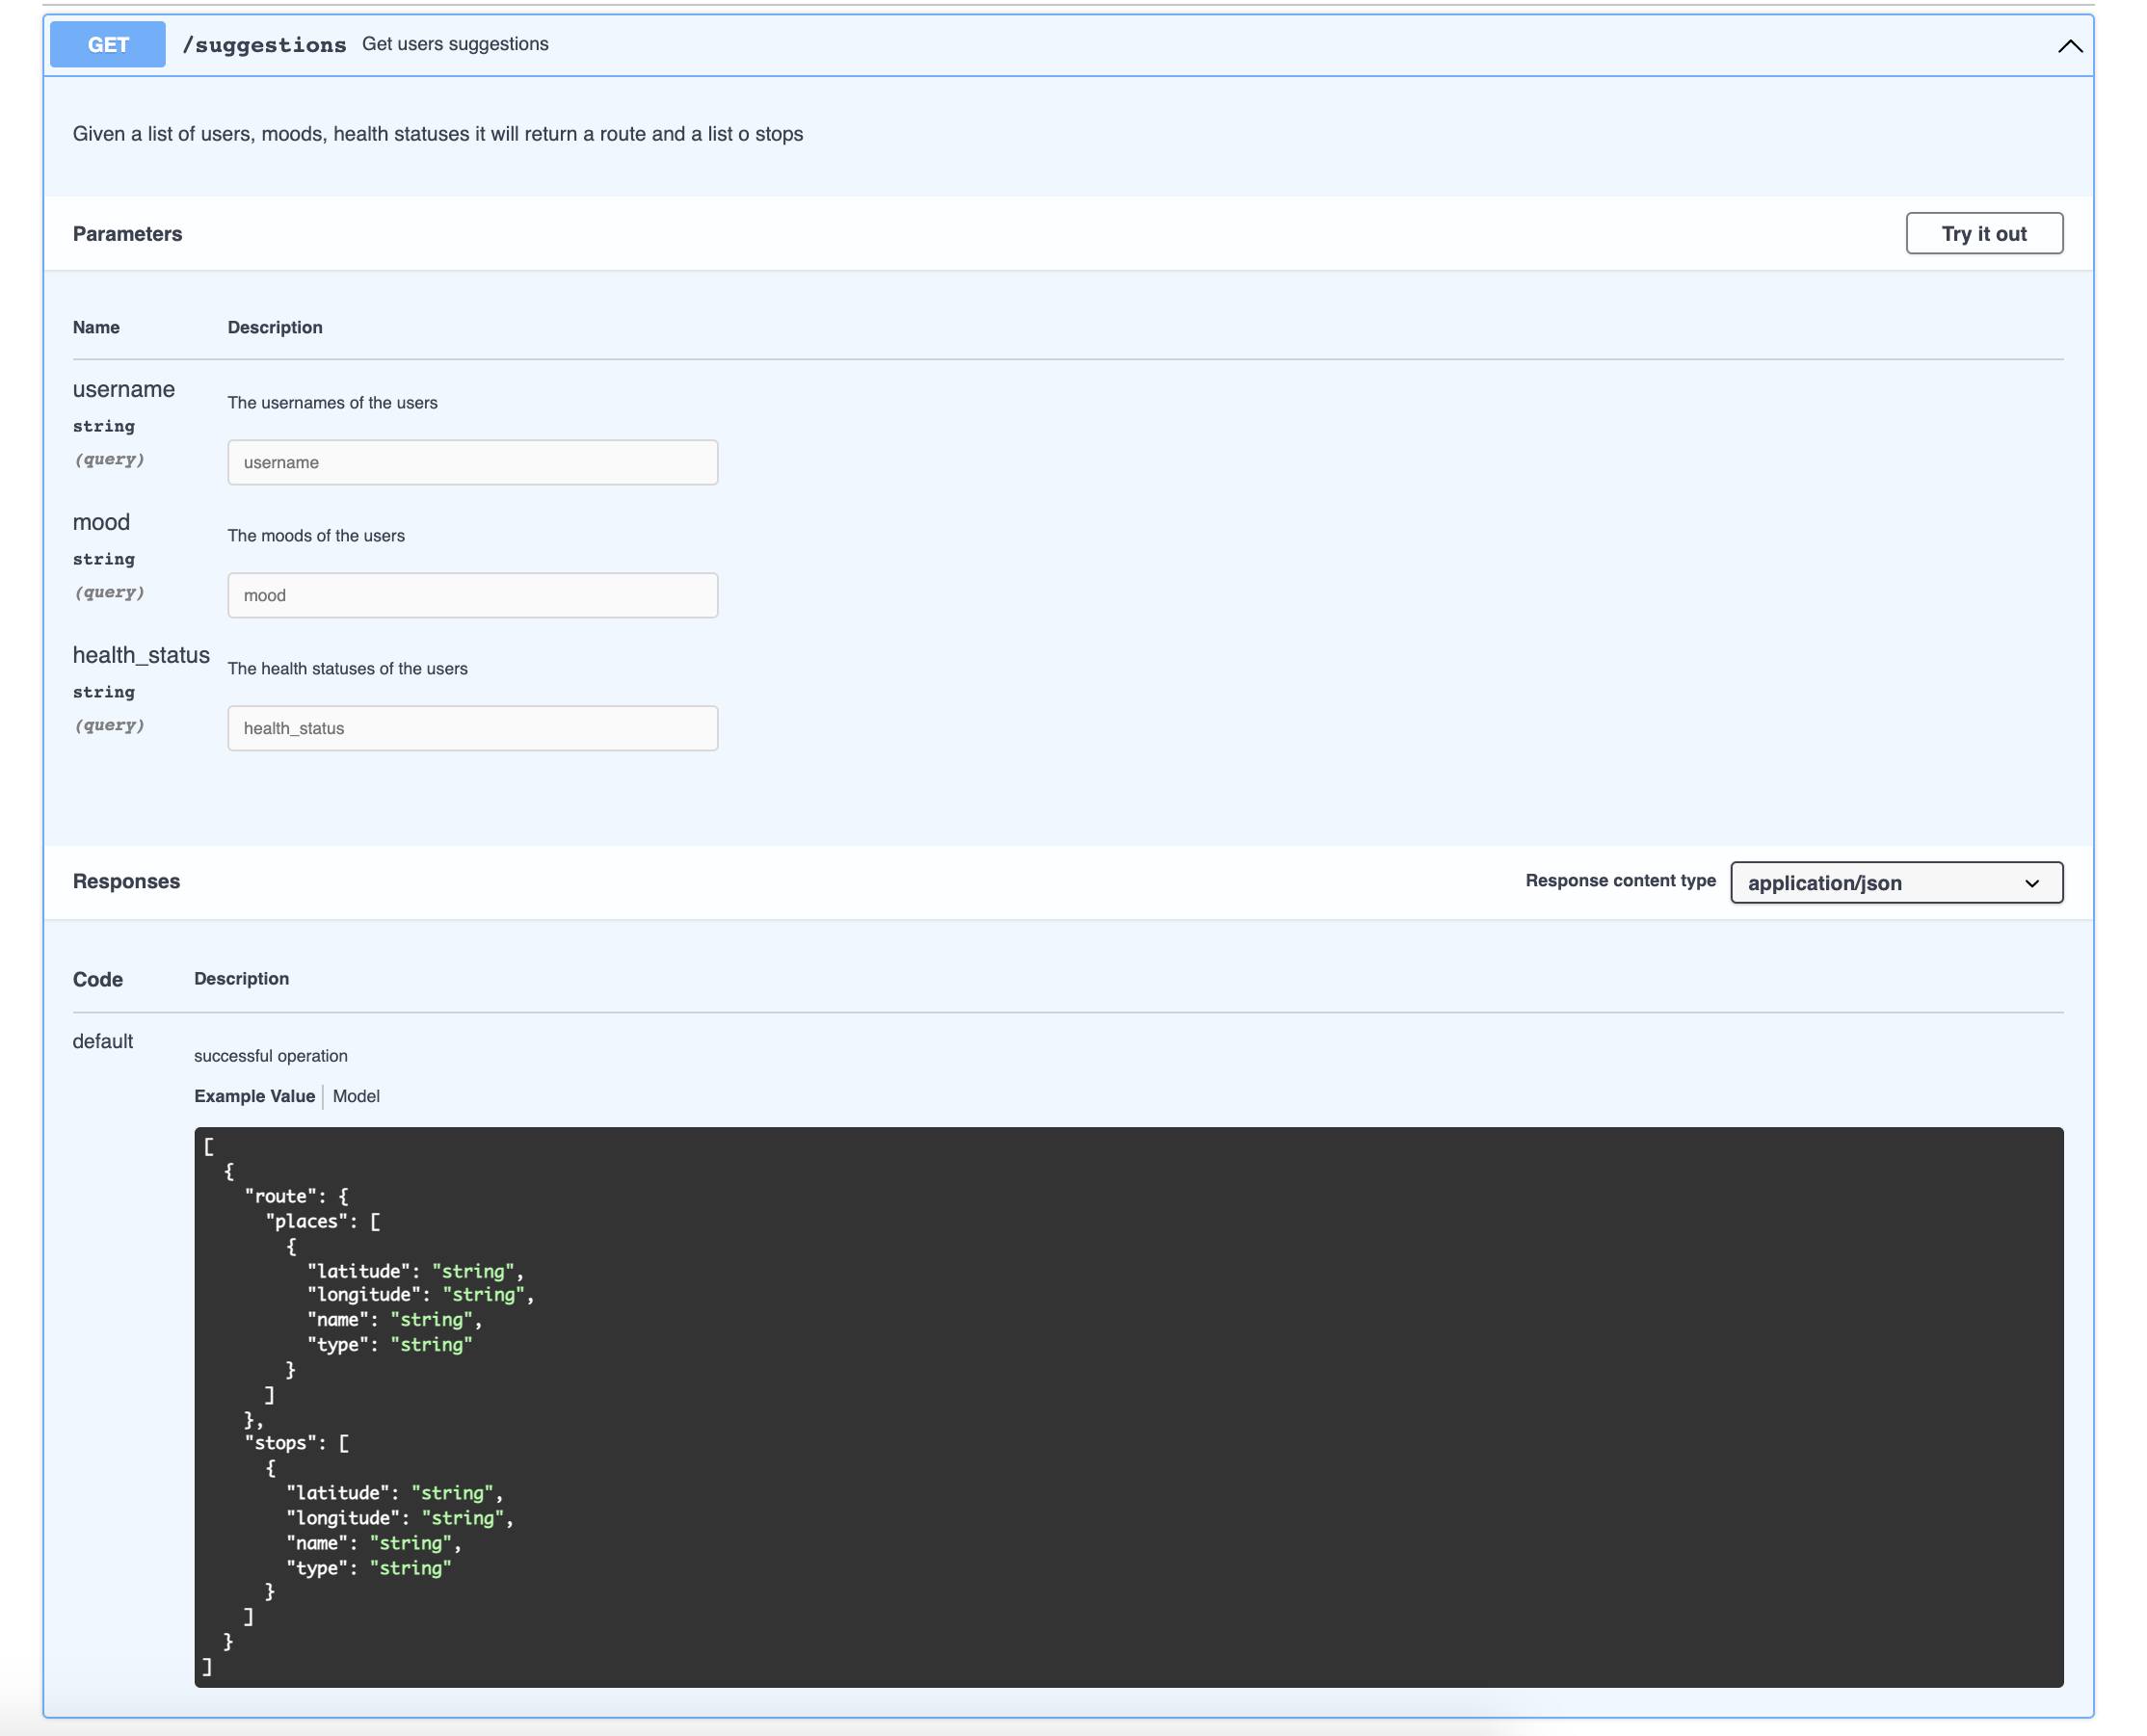 GET /suggestions Get users suggestions
Given a list of users, moods, health statuses it will return a route and a list o stops
Parameters
Try it out
Name Description
username
string
(query)
The usernames of the users
username
mood
string
(query)
The moods of the users
mood
health_status
string
(query)
The health statuses of the users
health_status
Responses
Response content type application/json
Code Description
default
successful operation
Example Value Model
[
  {
    "route": {
      "places": [
        {
          "latitude": "string",
          "longitude": "string",
          "name": "string",
          "type": "string"
        }
      ]
    },
    "stops": [
      {
        "latitude": "string",
        "longitude": "string",
        "name": "string",
        "type": "string"
      }
    ]
  }
]